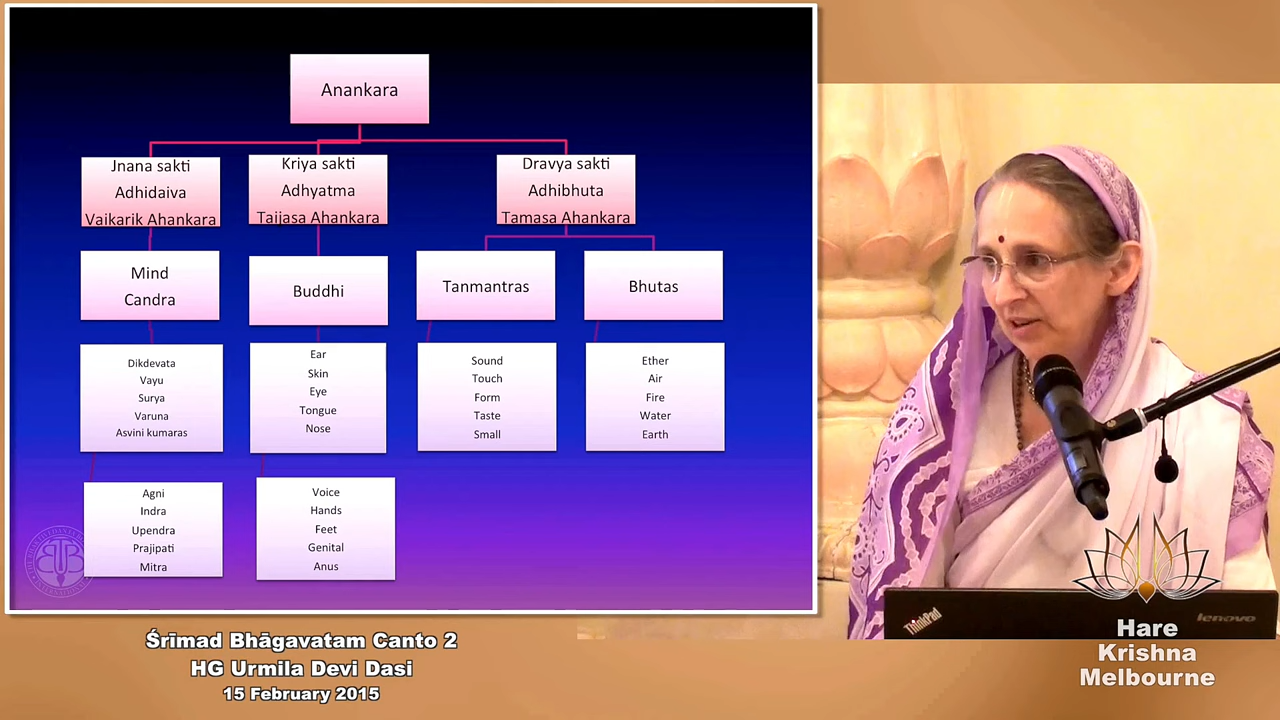 Anankara
Jnana sakti
Adhidaiva
Vaikarik Ahankara
Kriya sakti
Adhyatma
Taijasa Ahankara
Dravya sakti
Adhibhuta
Tamasa Ahankara
Mind
Candra
Buddhi
Tanmantras
Bhutas
Dikdevata
Vayu
Surya
Varuna
Asvini kumaras
Ear
Skin
Eye
Tongue
Nose
Sound
Touch
Form
Taste
Small
Ether
Air
Fire
Water
Earth
Agni
Indra
Upendra
Prajipati
Mitra
Voice
Hands
Feet
Genital
Anus
Śrīmad Bhāgavatam Canto 2
HG Urmila Devi Dasi
15 February 2015
ThinkPad
lenovo
Hare
Krishna
Melbourne